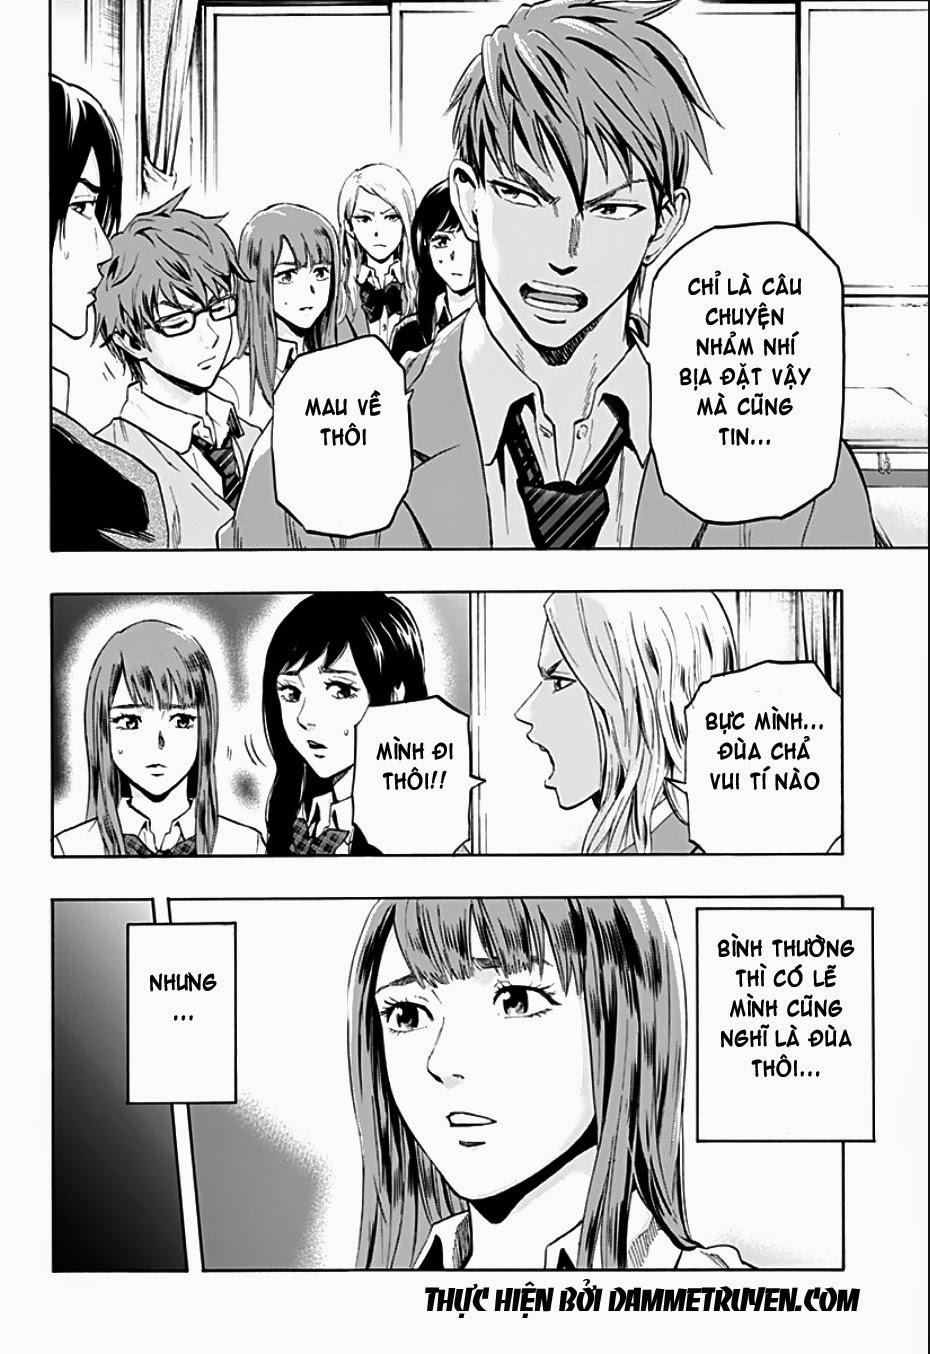 CHỈ LÀ CÂU
CHUYỆN
NHẢM NHÍ
BỊA ĐẶT VẬY
MÀ CŨNG
TIN...
MAU VỀ
THÔI
BỰC MÌNH...
ĐÙA CHẢ
VUI TÍ NÀO
MÌNH ĐI
THÔI!!
BÌNH THƯỜNG
THÌ CÓ LẼ
MÌNH CŨNG
NGHĨ LÀ ĐÙA
THÔI...
NHƯNG
...
THỰC HIỆN BỞI DAMMETRUYEN.COM